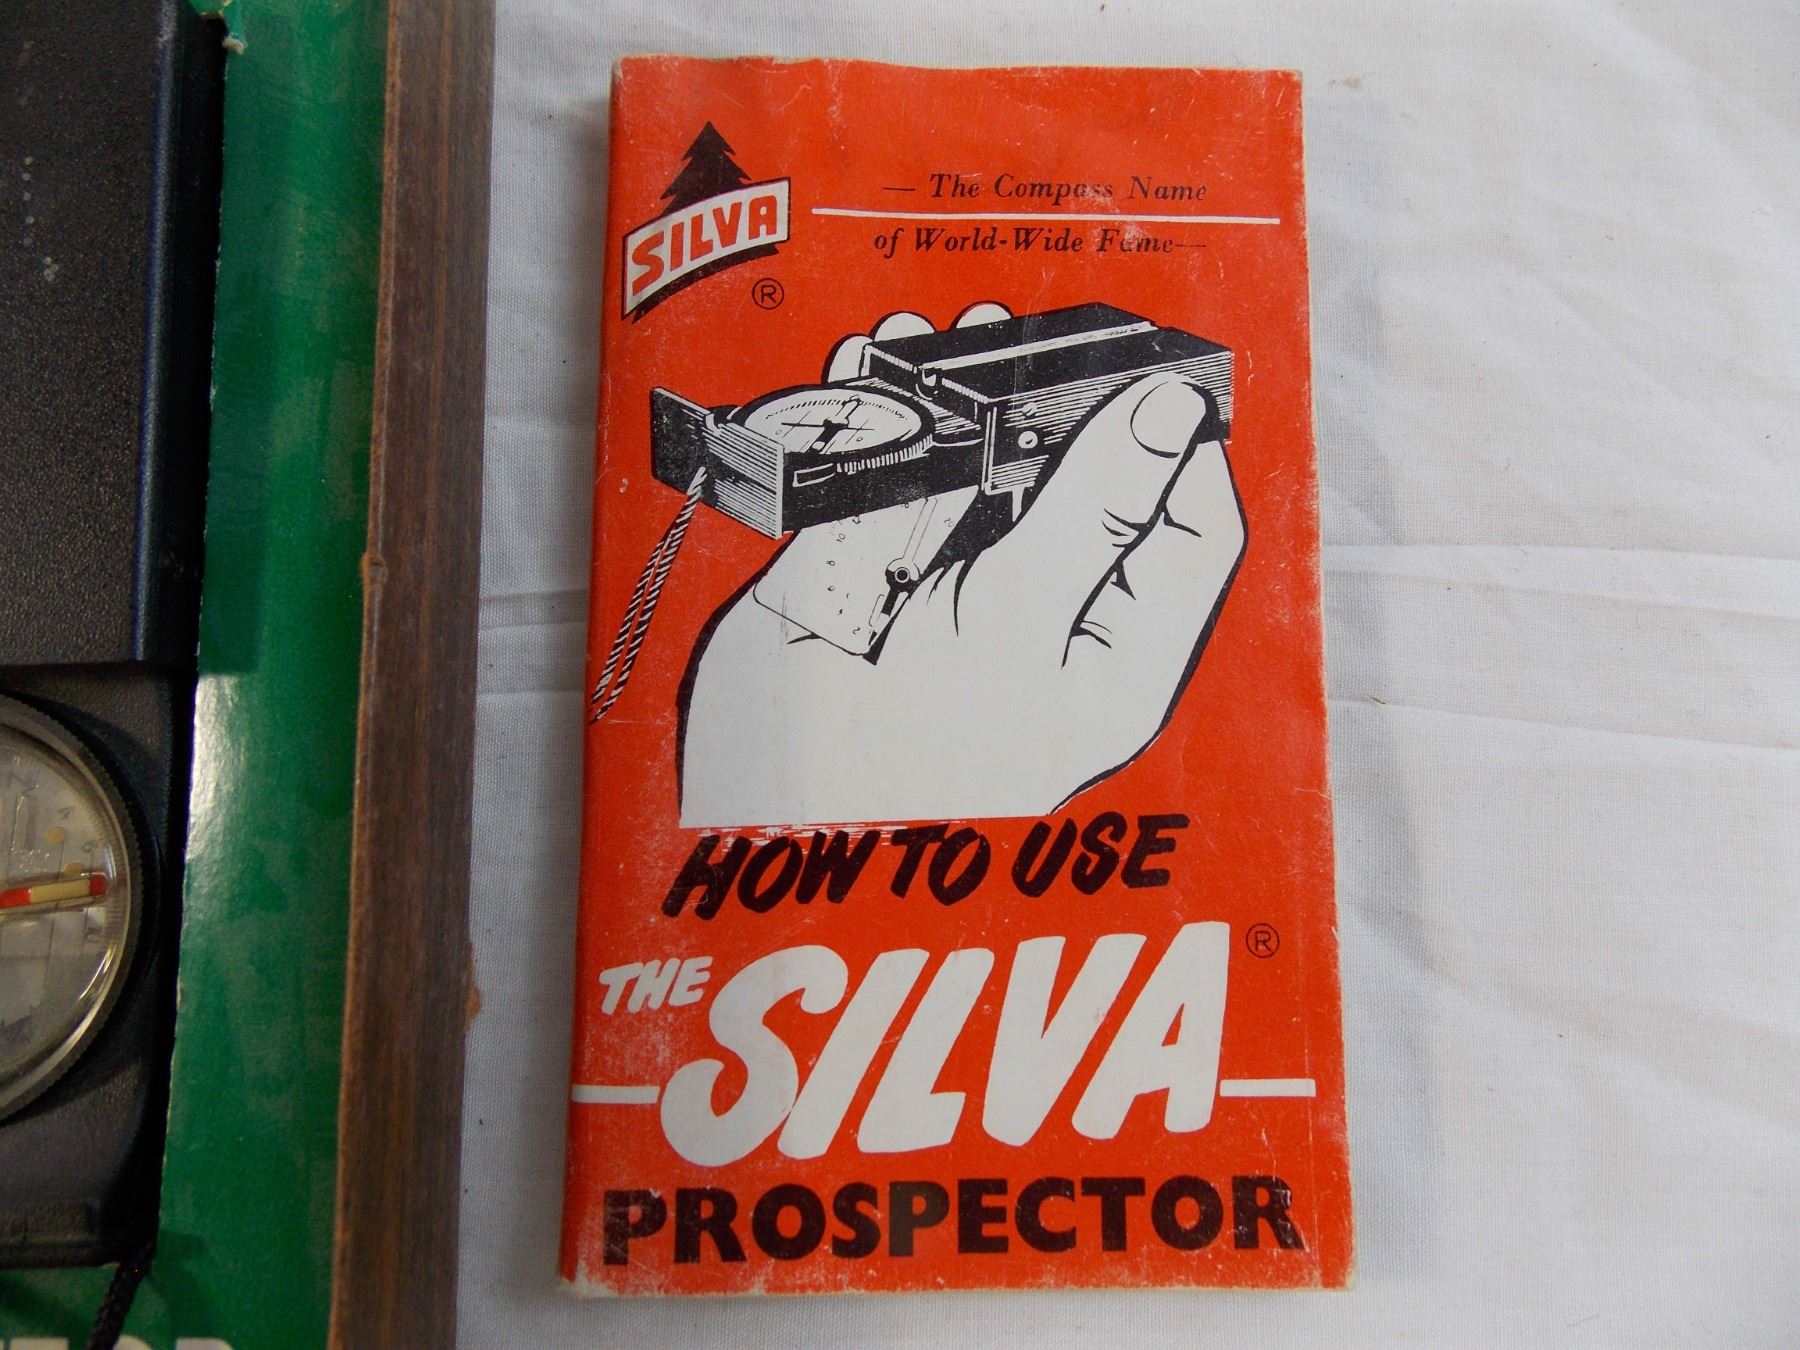 SILVA
®
— The Compass Name
of World-Wide Fame—
HOW TO USE
THE SILVA ®
PROSPECTOR